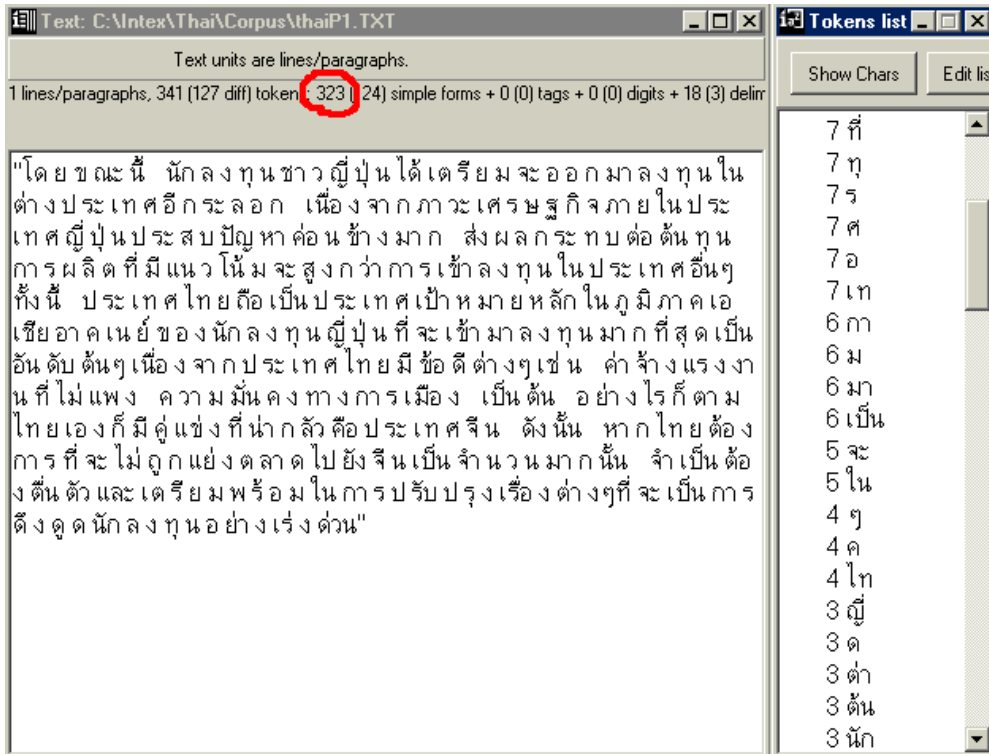 Text: C:\Intex\Thai\Corpus\thaiP1.TXT
Text units are lines/paragraphs.
1 lines/paragraphs, 341 (127 diff) token : 323 ( 24) simple forms + 0 (0) tags + 0 (0) digits + 18 (3) delim
"โดยขณะนี้ นักลงทุนชาวญี่ปุ่นได้เตรียมจะออกมาลงทุนใน
ต่างประเทศอีกระลอก เนื่องจากภาวะเศรษฐกิจภายในประ
เทศญี่ปุ่นประสบปัญหาค่อนข้างมาก ส่งผลกระทบต่อต้นทุน
การผลิตที่มีแนวโน้มจะสูงกว่าการเข้าลงทุนในประเทศอื่นๆ
ทั้งนี้ ประเทศไทยถือเป็นประเทศเป้าหมายหลักในภูมิภาคเอ
เชียอาคเนย์ของนักลงทุนญี่ปุ่นที่จะเข้ามาลงทุนมากที่สุดเป็น
อันดับต้นๆเนื่องจากประเทศไทยมีข้อดีต่างๆเช่น ค่าจ้างแรงงา
นที่ไม่แพง ความมั่นคงทางการเมือง เป็นต้น อย่างไรก็ตาม
ไทยเองก็มีคู่แข่งที่น่ากลัวคือประเทศจีน ดังนั้น หากไทยต้อง
การที่จะไม่ถูกแย่งตลาดไปยังจีนเป็นจำนวนมากนั้น จำเป็นต้อ
งตื่นตัวและเตรียมพร้อมในการปรับปรุงเรื่องต่างๆที่จะเป็นการ
ดึงดูดนักลงทุนอย่างเร่งด่วน"
Tokens list
Show Chars
Edit lis
7 ที่
7 ทุ
7 ร
7 ศ
7 อ
7 เท
6 กา
6 ม
6 มา
6 เป็น
5 จะ
5 ใน
4 ๆ
4 ค
4 ไท
3 ญี่
3 ด
3 ต่า
3 ต้น
3 นัก